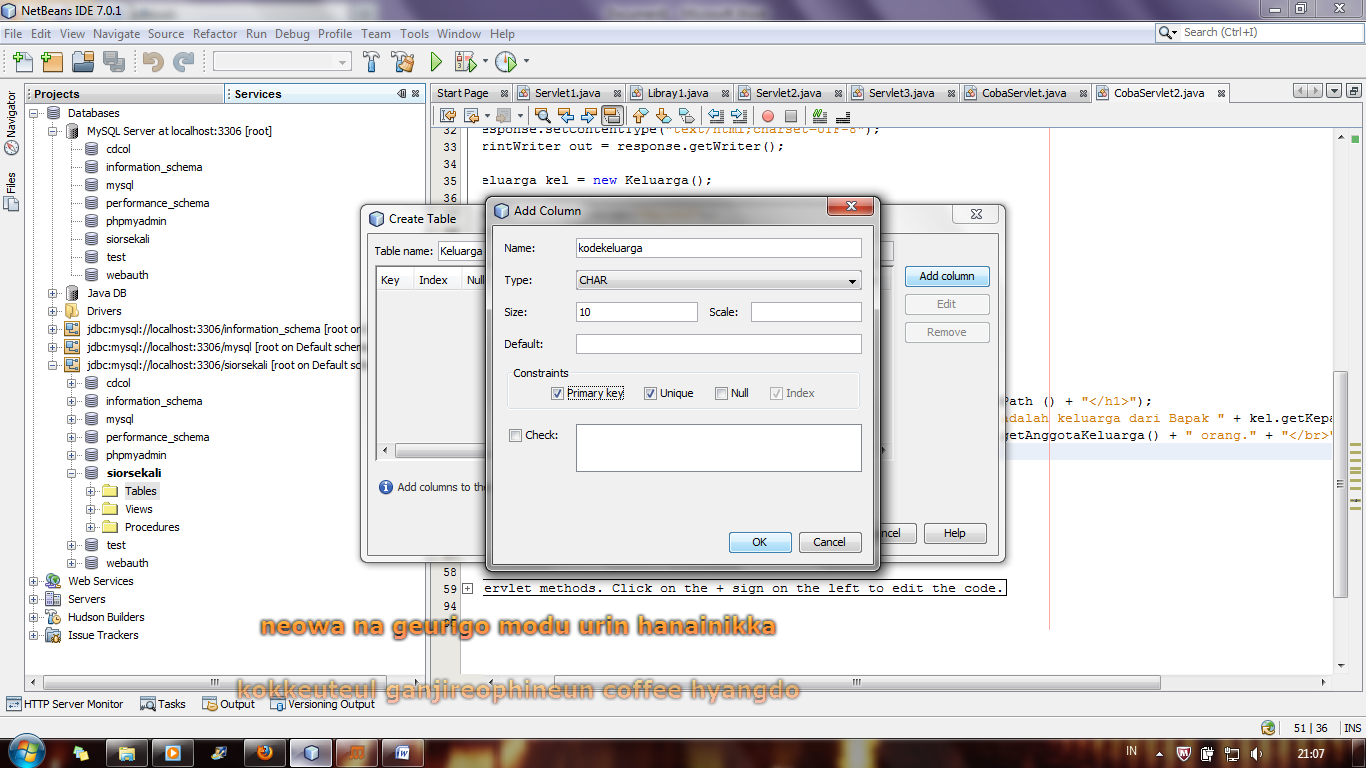 NetBeans IDE 7.0.1
File Edit View Navigate Source Refactor Run Debug Profile Team Tools Window Help
Search (Ctrl+I)
Navigator
Files
Projects
Services
Databases
MySQL Server at localhost:3306 [root]
cdcol
information_schema
mysql
performance_schema
phpmyadmin
siorsekali
test
webauth
Java DB
Drivers
jdbc:mysql://localhost:3306/information_schema [root on
jdbc:mysql://localhost:3306/mysql [root on Default schem
jdbc:mysql://localhost:3306/siorsekali [root on Default sc
cdcol
information_schema
mysql
performance_schema
phpmyadmin
siorsekali
Tables
Views
Procedures
test
webauth
Web Services
Servers
Hudson Builders
Issue Trackers
Start Page Servlet1.java Libray1.java Servlet2.java Servlet3.java CobaServlet.java CobaServlet2.java
32 esponse.setContentType("text/html;charset=UTF-8");
33 rintWriter out = response.getWriter();
34
35 eluarga kel = new Keluarga();
36
Path () + "</h1>");
adalah keluarga dari Bapak " + kel.getKepa
getAnggotaKeluarga() + " orang." + "</br>"
58
59 ervlet methods. Click on the + sign on the left to edit the code.
94
Create Table
Table name: Keluarga
Key Index Null
Add column
Edit
Remove
Add columns to the
ncel
Help
Add Column
Name: kodekeluarga
Type: CHAR
Size: 10 Scale:
Default:
Constraints
Primary key Unique Null Index
Check:
OK Cancel
neowa na geurigo modu urin hanainikka
kokkeuteul ganjireophineun coffee hyangdo
HTTP Server Monitor Tasks Output Versioning Output
51 | 36 INS
IN 21:07